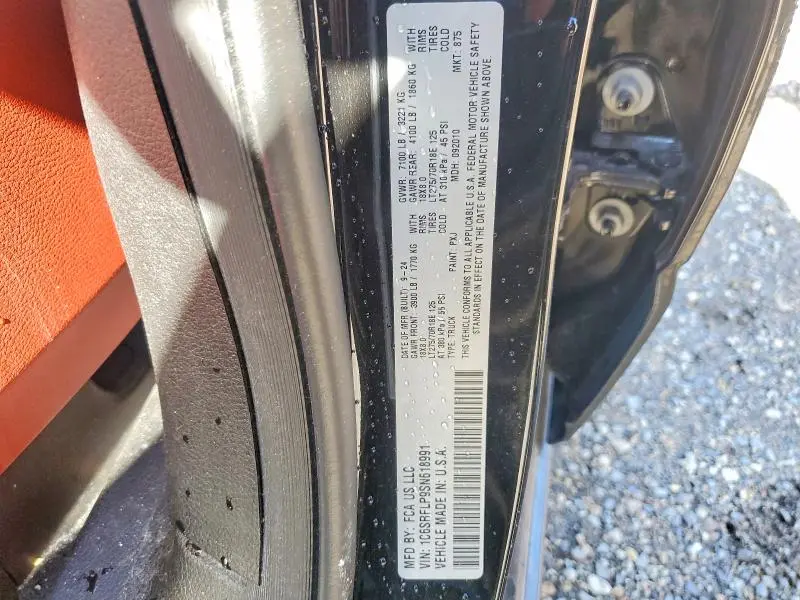 MFD BY: FCA US LLC
VIN: 1C6SRFLP9SN618991
VEHICLE MADE IN: U.S.A.
DATE OF MFR (BUILT) 9-24 GVWR: 7100 LB / 3221 KG
GAWR FRONT: 3900 LB / 1770 KG WITH GAWR REAR: 4100 LB / 1860 KG WITH
18X8.0 RIMS 18X8.0 RIMS
LT275/70R18E 125 TIRES LT275/70R18E 125 TIRES
AT 380 kPa / 55 PSI COLD AT 310 kPa / 45 PSI COLD
TYPE: TRUCK PAINT: PXJ MDH: 092010 MKT: 875
THIS VEHICLE CONFORMS TO ALL APPLICABLE U.S.A. FEDERAL MOTOR VEHICLE SAFETY
STANDARDS IN EFFECT ON THE DATE OF MANUFACTURE SHOWN ABOVE.